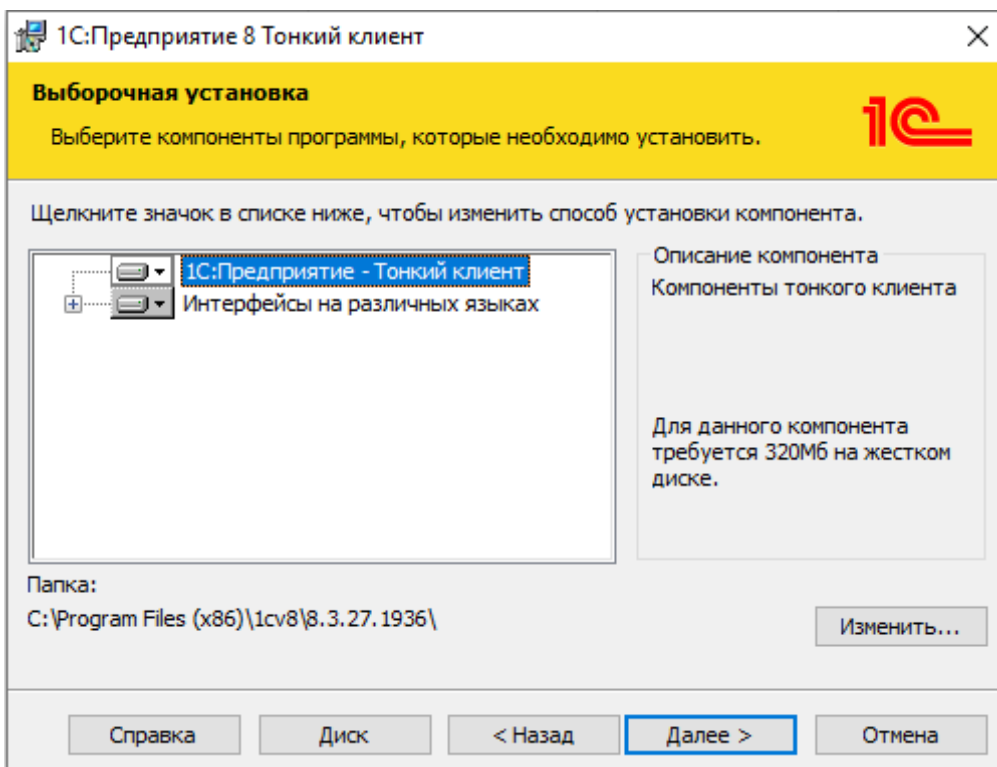 1С:Предприятие 8 Тонкий клиент
Выборочная установка
Выберите компоненты программы, которые необходимо установить.
1С
Щелкните значок в списке ниже, чтобы изменить способ установки компонента.
1С:Предприятие - Тонкий клиент
Интерфейсы на различных языках
Описание компонента
Компоненты тонкого клиента
Для данного компонента
требуется 320Мб на жестком
диске.
Папка:
C:\Program Files (x86)\1cv8\8.3.27.1936\
Изменить...
Справка
Диск
< Назад
Далее >
Отмена